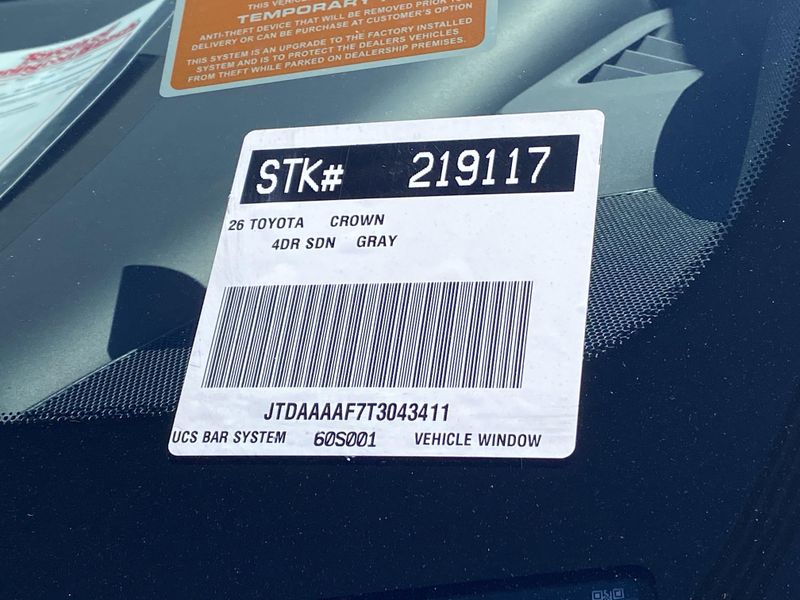 THIS VEHICLE
TEMPORARY
ANTI-THEFT DEVICE THAT WILL BE REMOVED PRIOR TO
DELIVERY OR CAN BE PURCHASE AT CUSTOMER'S OPTION
THIS SYSTEM IS AN UPGRADE TO THE FACTORY INSTALLED
SYSTEM AND IS TO PROTECT THE DEALERS VEHICLES
FROM THEFT WHILE PARKED ON DEALERSHIP PREMISES.
STK# 219117
26 TOYOTA CROWN
4DR SDN GRAY
JTDAAAAF7T3043411
UCS BAR SYSTEM 60S001 VEHICLE WINDOW